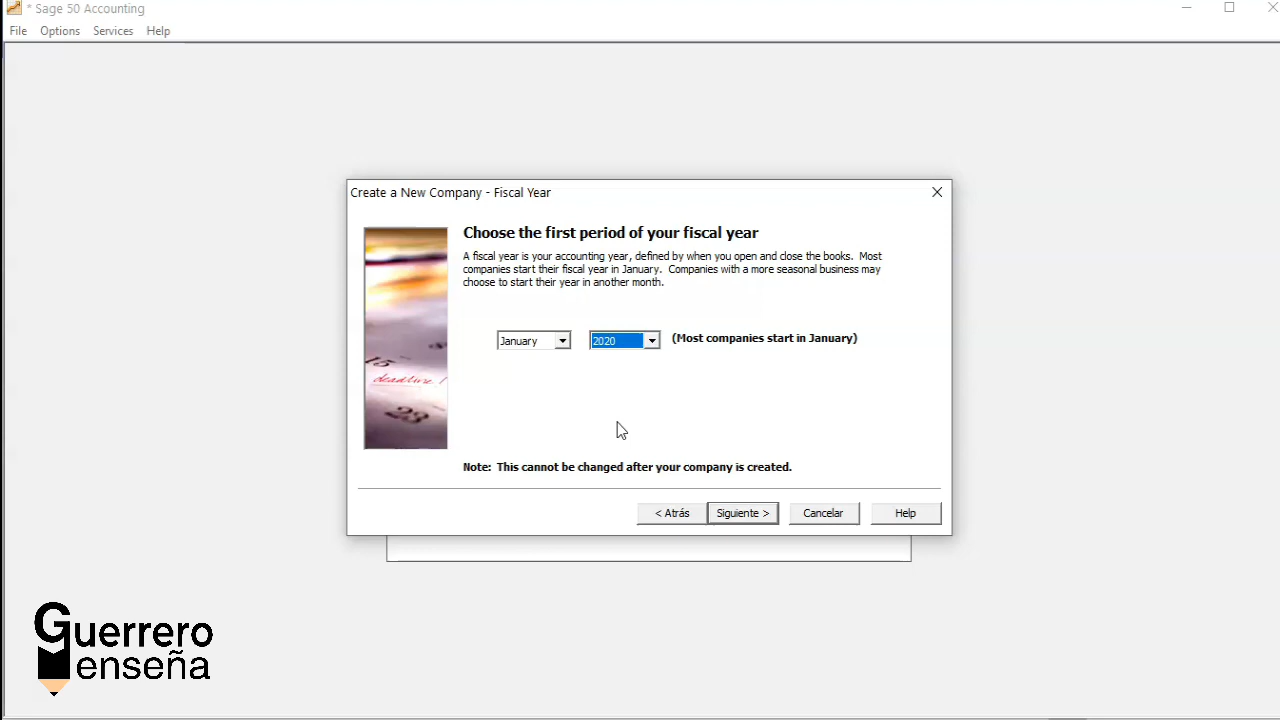 * Sage 50 Accounting
File Options Services Help
Create a New Company - Fiscal Year
Choose the first period of your fiscal year
A fiscal year is your accounting year, defined by when you open and close the books. Most
companies start their fiscal year in January. Companies with a more seasonal business may
choose to start their year in another month.
January 2020 (Most companies start in January)
15
deadline!
23
Note: This cannot be changed after your company is created.
< Atrás Siguiente > Cancelar Help
Guerrero
enseña